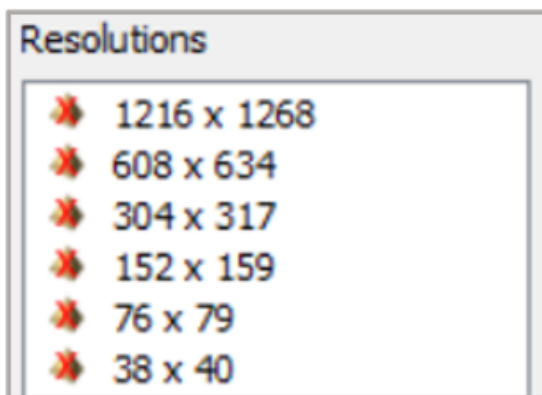 Resolutions
1216 x 1268
608 x 634
304 x 317
152 x 159
76 x 79
38 x 40